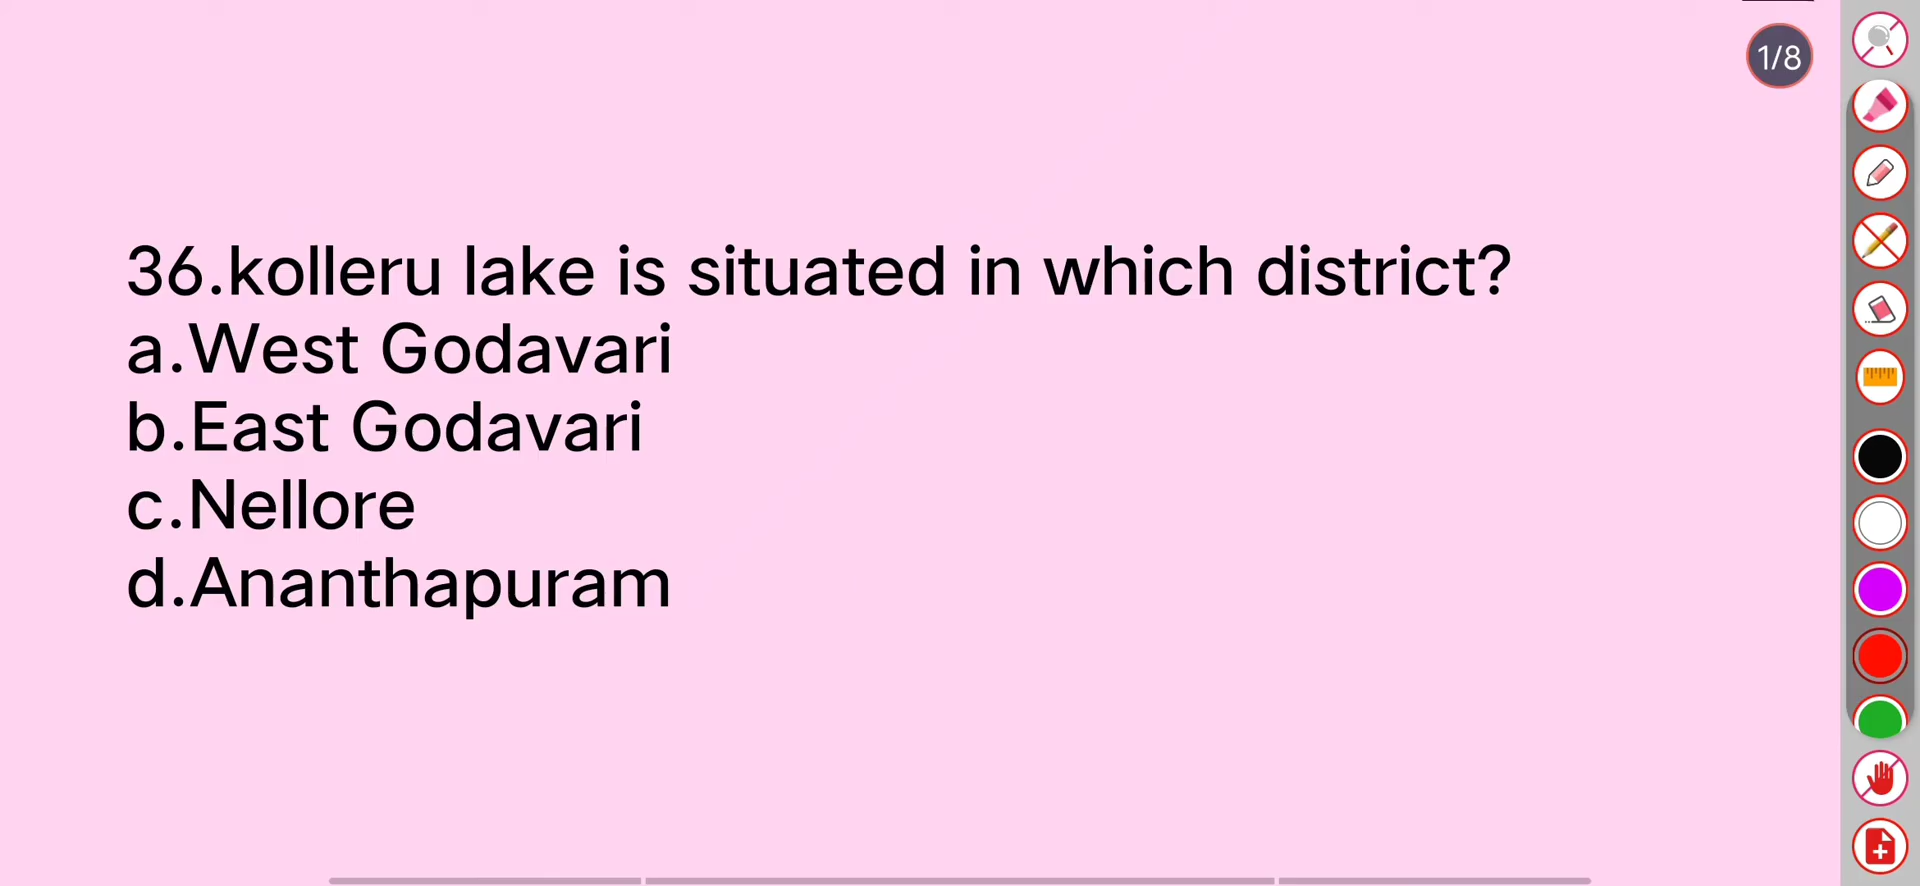 1/8
36.kolleru lake is situated in which district?
a.West Godavari
b.East Godavari
c.Nellore
d.Ananthapuram